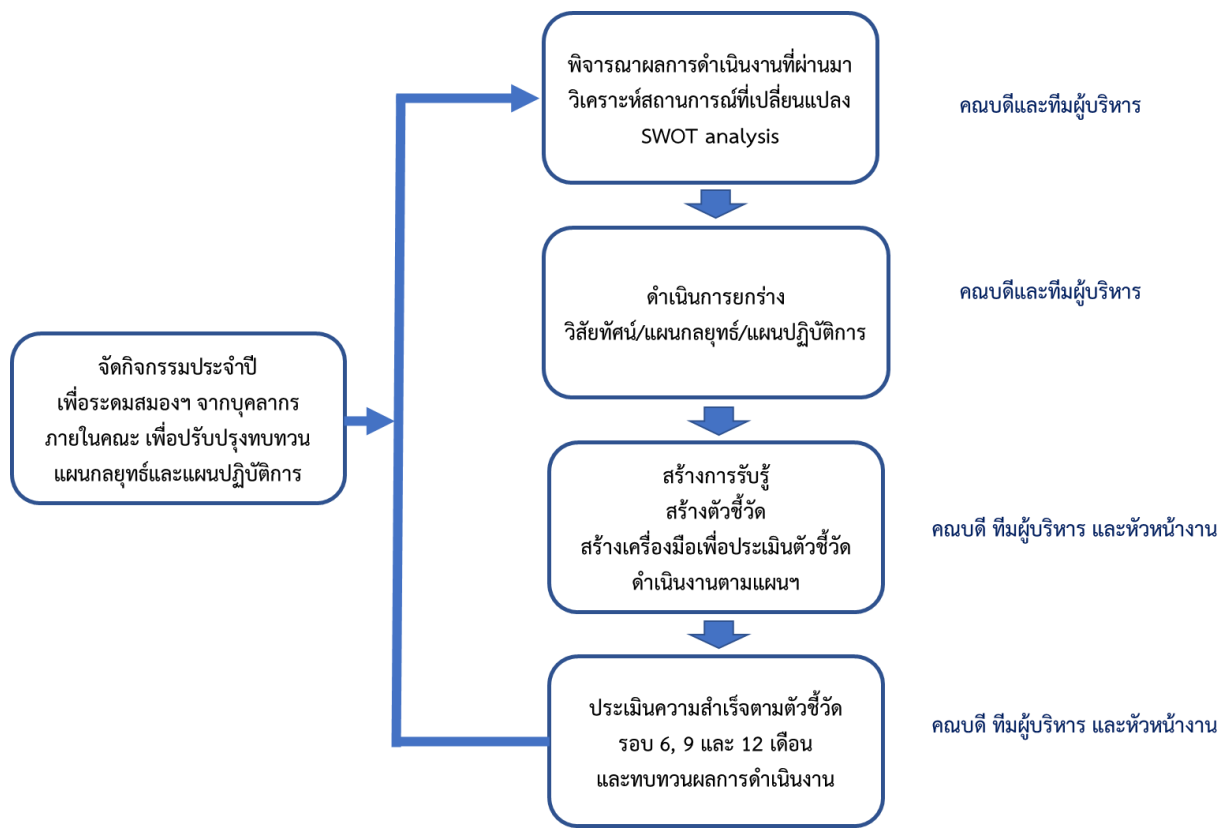 พิจารณาผลการดำเนินงานที่ผ่านมา
วิเคราะห์สถานการณ์ที่เปลี่ยนแปลง
SWOT analysis
คณบดีและทีมผู้บริหาร
ดำเนินการยกร่าง
วิสัยทัศน์/แผนกลยุทธ์/แผนปฏิบัติการ
คณบดีและทีมผู้บริหาร
จัดกิจกรรมประจำปี
เพื่อระดมสมองฯ จากบุคลากร
ภายในคณะ เพื่อปรับปรุงทบทวน
แผนกลยุทธ์และแผนปฏิบัติการ
สร้างการรับรู้
สร้างตัวชี้วัด
สร้างเครื่องมือเพื่อประเมินตัวชี้วัด
ดำเนินงานตามแผนฯ
คณบดี ทีมผู้บริหาร และหัวหน้างาน
ประเมินความสำเร็จตามตัวชี้วัด
รอบ 6, 9 และ 12 เดือน
และทบทวนผลการดำเนินงาน
คณบดี ทีมผู้บริหาร และหัวหน้างาน